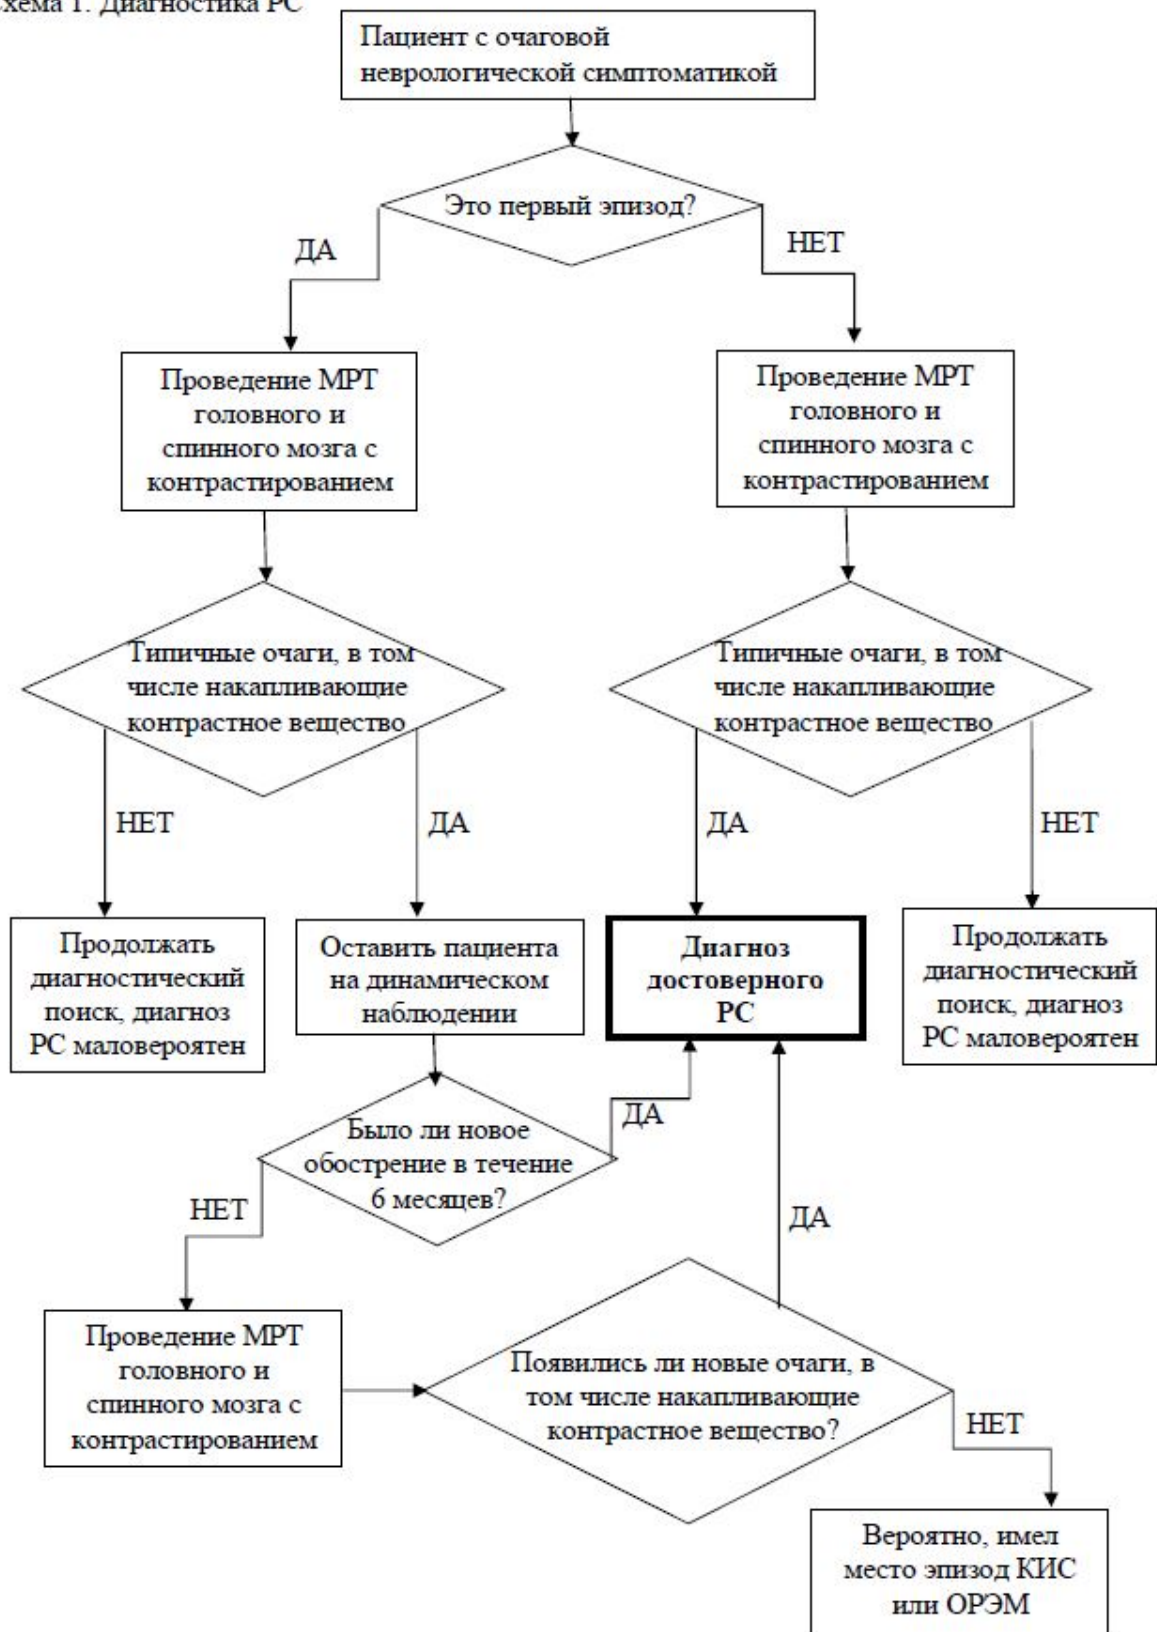 Схема 1. Диагностика РС
Пациент с очаговой
неврологической симптоматикой
Это первый эпизод?
ДА
НЕТ
Проведение МРТ
головного и
спинного мозга с
контрастированием
Проведение МРТ
головного и
спинного мозга с
контрастированием
Типичные очаги, в том
числе накапливающие
контрастное вещество
Типичные очаги, в том
числе накапливающие
контрастное вещество
НЕТ
ДА
ДА
НЕТ
Продолжать
диагностический
поиск, диагноз
РС маловероятен
Оставить пациента
на динамическом
наблюдении
Диагноз
достоверного
РС
Продолжать
диагностический
поиск, диагноз
РС маловероятен
Было ли новое
обострение в течение
6 месяцев?
ДА
НЕТ
ДА
Проведение МРТ
головного и
спинного мозга с
контрастированием
Появились ли новые очаги, в
том числе накапливающие
контрастное вещество?
НЕТ
Вероятно, имел
место эпизод КИС
или ОРЭМ